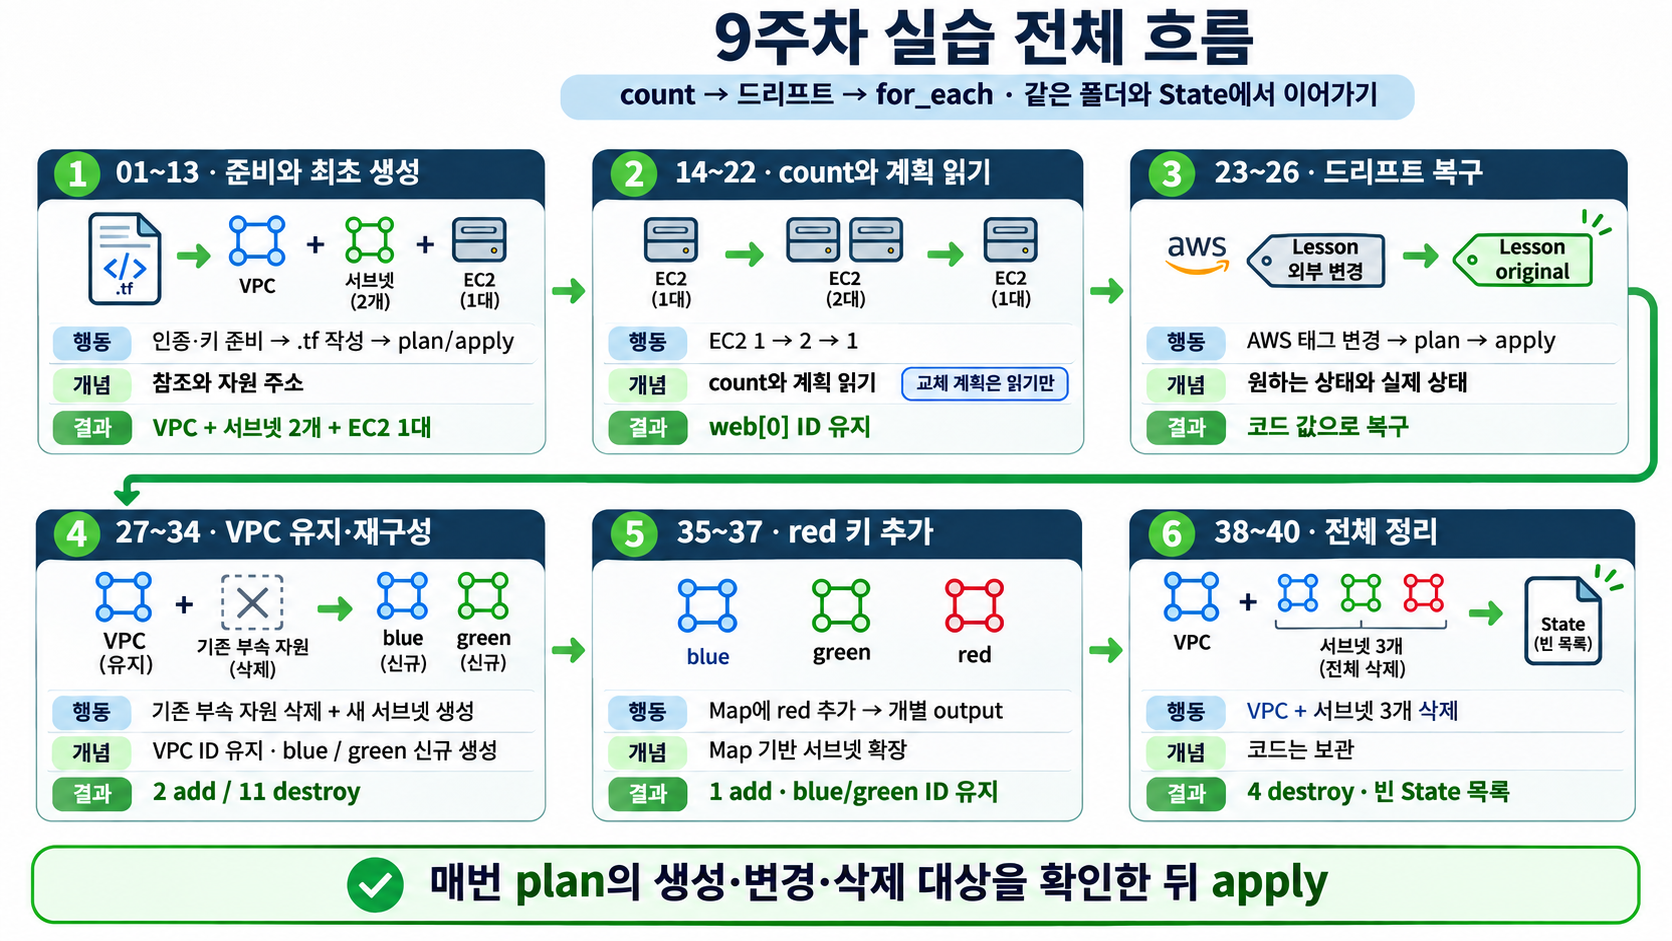 9주차 실습 전체 흐름
count → 드리프트 → for_each · 같은 폴더와 State에서 이어가기
1 01~13 · 준비와 최초 생성
</>
.tf
VPC
+
서브넷
(2개)
+
EC2
(1대)
행동 인종·키 준비 → .tf 작성 → plan/apply
개념 참조와 자원 주소
결과 VPC + 서브넷 2개 + EC2 1대
2 14~22 · count와 계획 읽기
EC2
(1대)
EC2
(2대)
EC2
(1대)
행동 EC2 1 → 2 → 1
개념 count와 계획 읽기 교체 계획은 읽기만
결과 web[0] ID 유지
3 23~26 · 드리프트 복구
aws
Lesson
외부 변경
Lesson
original
행동 AWS 태그 변경 → plan → apply
개념 원하는 상태와 실제 상태
결과 코드 값으로 복구
4 27~34 · VPC 유지·재구성
VPC
(유지)
+
기존 부속 자원
(삭제)
blue
(신규)
green
(신규)
행동 기존 부속 자원 삭제 + 새 서브넷 생성
개념 VPC ID 유지 · blue / green 신규 생성
결과 2 add / 11 destroy
5 35~37 · red 키 추가
blue
green
red
행동 Map에 red 추가 → 개별 output
개념 Map 기반 서브넷 확장
결과 1 add · blue/green ID 유지
6 38~40 · 전체 정리
VPC
+
서브넷 3개
(전체 삭제)
State
(빈 목록)
행동 VPC + 서브넷 3개 삭제
개념 코드는 보관
결과 4 destroy · 빈 State 목록
매번 plan의 생성·변경·삭제 대상을 확인한 뒤 apply